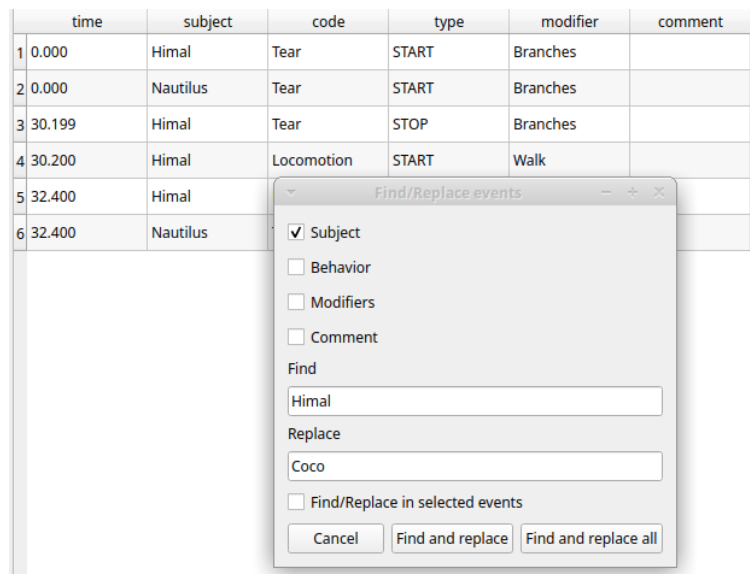 time subject code type modifier comment
1 0.000 Himal Tear START Branches
2 0.000 Nautilus Tear START Branches
3 30.199 Himal Tear STOP Branches
4 30.200 Himal Locomotion START Walk
5 32.400 Himal
6 32.400 Nautilus
Find/Replace events
Subject
Behavior
Modifiers
Comment
Find
Himal
Replace
Coco
Find/Replace in selected events
Cancel Find and replace Find and replace all